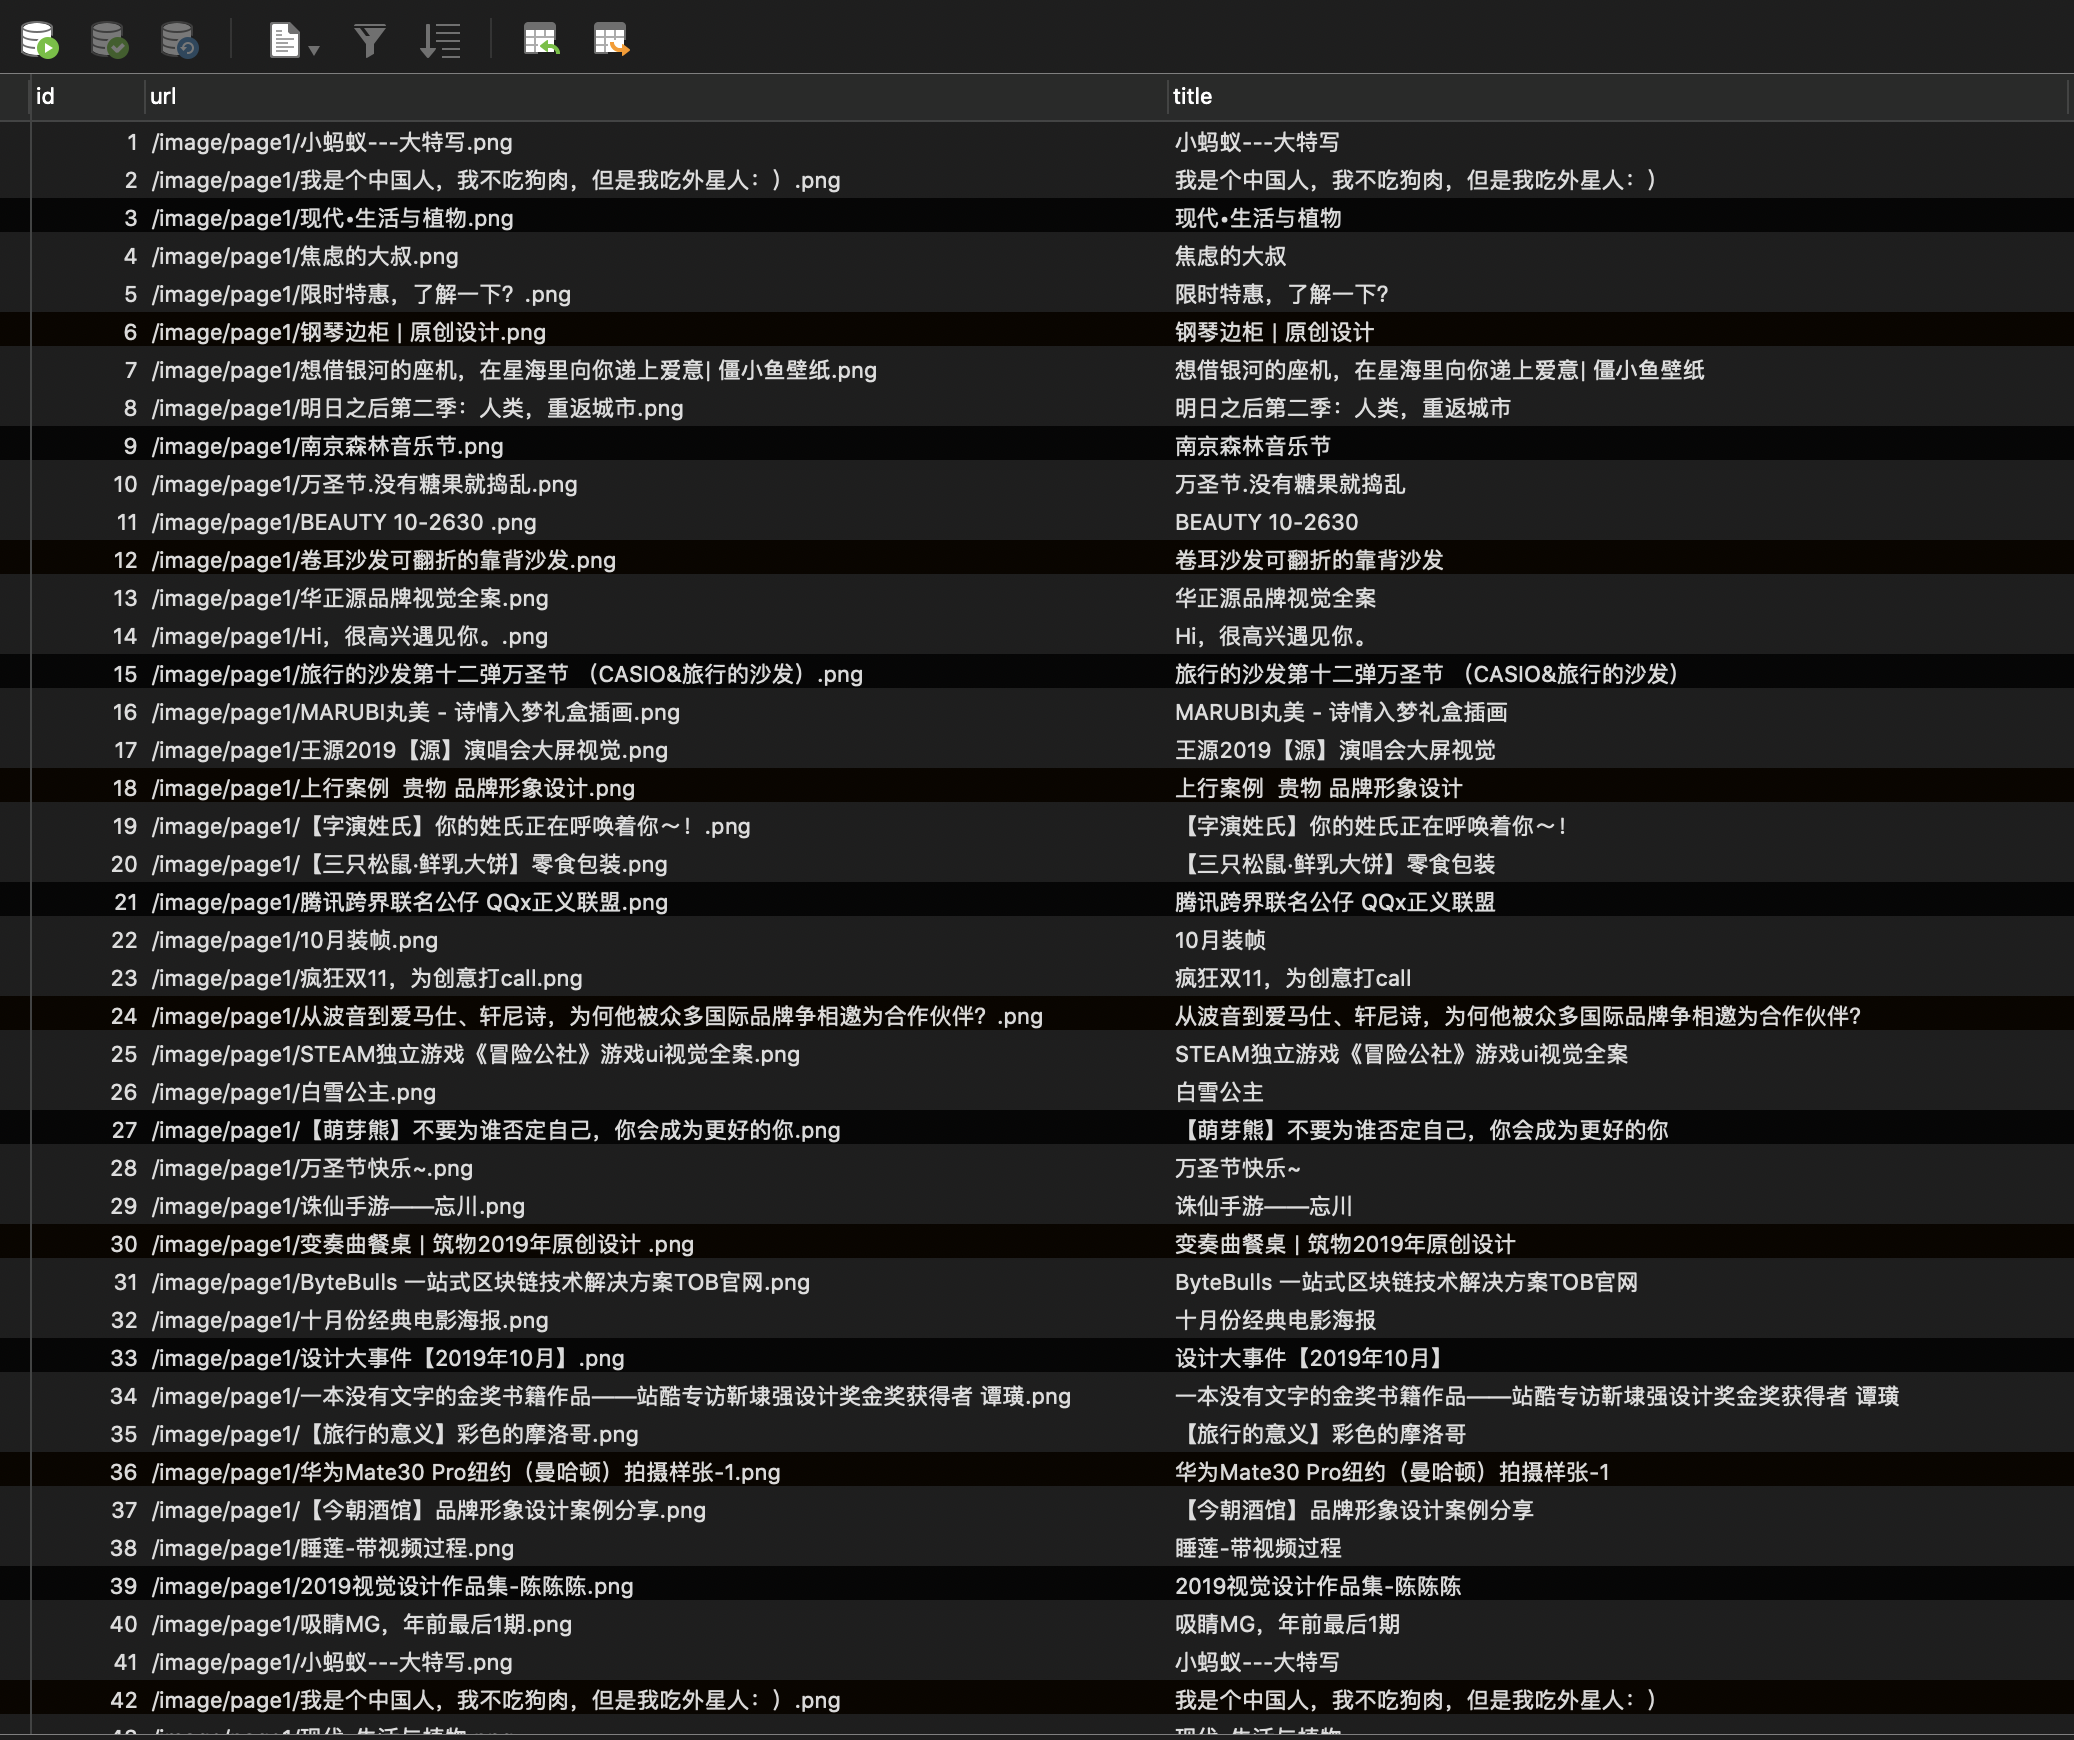 id url title
1 /image/page1/小蚂蚁---大特写.png 小蚂蚁---大特写
2 /image/page1/我是个中国人，我不吃狗肉，但是我吃外星人：）.png 我是个中国人，我不吃狗肉，但是我吃外星人：）
3 /image/page1/现代•生活与植物.png 现代•生活与植物
4 /image/page1/焦虑的大叔.png 焦虑的大叔
5 /image/page1/限时特惠，了解一下？.png 限时特惠，了解一下？
6 /image/page1/钢琴边柜 | 原创设计.png 钢琴边柜 | 原创设计
7 /image/page1/想借银河的座机，在星海里向你递上爱意| 僵小鱼壁纸.png 想借银河的座机，在星海里向你递上爱意| 僵小鱼壁纸
8 /image/page1/明日之后第二季：人类，重返城市.png 明日之后第二季：人类，重返城市
9 /image/page1/南京森林音乐节.png 南京森林音乐节
10 /image/page1/万圣节.没有糖果就捣乱.png 万圣节.没有糖果就捣乱
11 /image/page1/BEAUTY 10-2630 .png BEAUTY 10-2630
12 /image/page1/卷耳沙发可翻折的靠背沙发.png 卷耳沙发可翻折的靠背沙发
13 /image/page1/华正源品牌视觉全案.png 华正源品牌视觉全案
14 /image/page1/Hi，很高兴遇见你。.png Hi，很高兴遇见你。
15 /image/page1/旅行的沙发第十二弹万圣节 （CASIO&旅行的沙发）.png 旅行的沙发第十二弹万圣节 （CASIO&旅行的沙发）
16 /image/page1/MARUBI丸美 - 诗情入梦礼盒插画.png MARUBI丸美 - 诗情入梦礼盒插画
17 /image/page1/王源2019【源】演唱会大屏视觉.png 王源2019【源】演唱会大屏视觉
18 /image/page1/上行案例  贵物 品牌形象设计.png 上行案例  贵物 品牌形象设计
19 /image/page1/【字演姓氏】你的姓氏正在呼唤着你～！.png 【字演姓氏】你的姓氏正在呼唤着你～！
20 /image/page1/【三只松鼠·鲜乳大饼】零食包装.png 【三只松鼠·鲜乳大饼】零食包装
21 /image/page1/腾讯跨界联名公仔 QQx正义联盟.png 腾讯跨界联名公仔 QQx正义联盟
22 /image/page1/10月装帧.png 10月装帧
23 /image/page1/疯狂双11，为创意打call.png 疯狂双11，为创意打call
24 /image/page1/从波音到爱马仕、轩尼诗，为何他被众多国际品牌争相邀为合作伙伴？.png 从波音到爱马仕、轩尼诗，为何他被众多国际品牌争相邀为合作伙伴？
25 /image/page1/STEAM独立游戏《冒险公社》游戏ui视觉全案.png STEAM独立游戏《冒险公社》游戏ui视觉全案
26 /image/page1/白雪公主.png 白雪公主
27 /image/page1/【萌芽熊】不要为谁否定自己，你会成为更好的你.png 【萌芽熊】不要为谁否定自己，你会成为更好的你
28 /image/page1/万圣节快乐~.png 万圣节快乐~
29 /image/page1/诛仙手游——忘川.png 诛仙手游——忘川
30 /image/page1/变奏曲餐桌 | 筑物2019年原创设计 .png 变奏曲餐桌 | 筑物2019年原创设计
31 /image/page1/ByteBulls 一站式区块链技术解决方案TOB官网.png ByteBulls 一站式区块链技术解决方案TOB官网
32 /image/page1/十月份经典电影海报.png 十月份经典电影海报
33 /image/page1/设计大事件【2019年10月】.png 设计大事件【2019年10月】
34 /image/page1/一本没有文字的金奖书籍作品——站酷专访靳埭强设计奖金奖获得者 谭璜.png 一本没有文字的金奖书籍作品——站酷专访靳埭强设计奖金奖获得者 谭璜
35 /image/page1/【旅行的意义】彩色的摩洛哥.png 【旅行的意义】彩色的摩洛哥
36 /image/page1/华为Mate30 Pro纽约（曼哈顿）拍摄样张-1.png 华为Mate30 Pro纽约（曼哈顿）拍摄样张-1
37 /image/page1/【今朝酒馆】品牌形象设计案例分享.png 【今朝酒馆】品牌形象设计案例分享
38 /image/page1/睡莲-带视频过程.png 睡莲-带视频过程
39 /image/page1/2019视觉设计作品集-陈陈陈.png 2019视觉设计作品集-陈陈陈
40 /image/page1/吸睛MG，年前最后1期.png 吸睛MG，年前最后1期
41 /image/page1/小蚂蚁---大特写.png 小蚂蚁---大特写
42 /image/page1/我是个中国人，我不吃狗肉，但是我吃外星人：）.png 我是个中国人，我不吃狗肉，但是我吃外星人：）